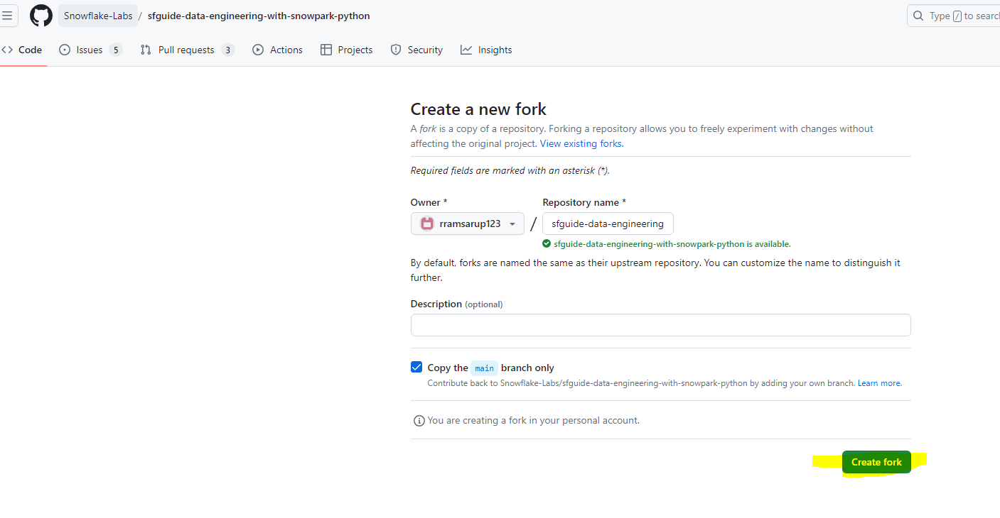 Snowflake-Labs / sfguide-data-engineering-with-snowpark-python
Type / to search
Code Issues 5 Pull requests 3 Actions Projects Security Insights
Create a new fork
A fork is a copy of a repository. Forking a repository allows you to freely experiment with changes without
affecting the original project. View existing forks.
Required fields are marked with an asterisk (*).
Owner * Repository name *
rramsarup123 / sfguide-data-engineering
sfguide-data-engineering-with-snowpark-python is available.
By default, forks are named the same as their upstream repository. You can customize the name to distinguish it
further.
Description (optional)
Copy the main branch only
Contribute back to Snowflake-Labs/sfguide-data-engineering-with-snowpark-python by adding your own branch. Learn more.
You are creating a fork in your personal account.
Create fork